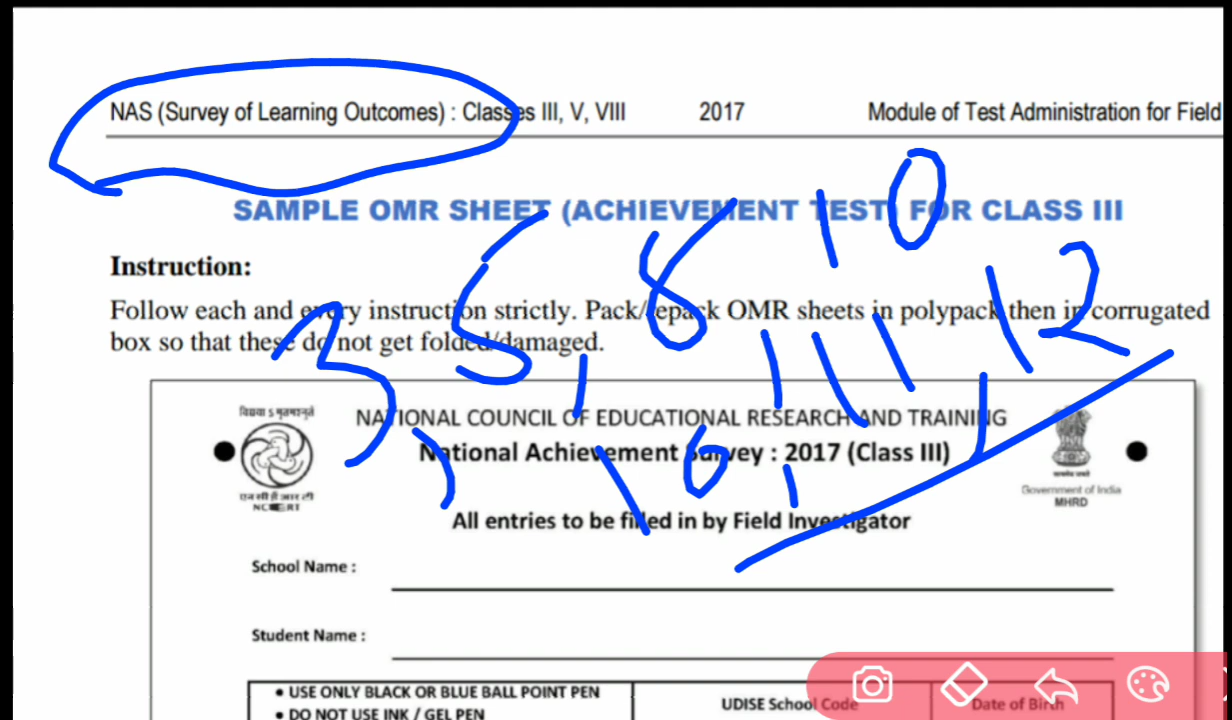 NAS (Survey of Learning Outcomes) : Classes III, V, VIII 2017 Module of Test Administration for Field
SAMPLE OMR SHEET (ACHIEVEMENT TEST) FOR CLASS III
Instruction:
Follow each and every instruction strictly. Pack/repack OMR sheets in polypack then in corrugated
box so that these do not get folded/damaged.
3, 5, 8, 10
11, 12
एन सी ई आर टी
NCERT
NATIONAL COUNCIL OF EDUCATIONAL RESEARCH AND TRAINING
National Achievement Survey : 2017 (Class III)
All entries to be filled in by Field Investigator
Government of India
MHRD
School Name :
Student Name :
• USE ONLY BLACK OR BLUE BALL POINT PEN
• DO NOT USE INK / GEL PEN
UDISE School Code
Date of Birth